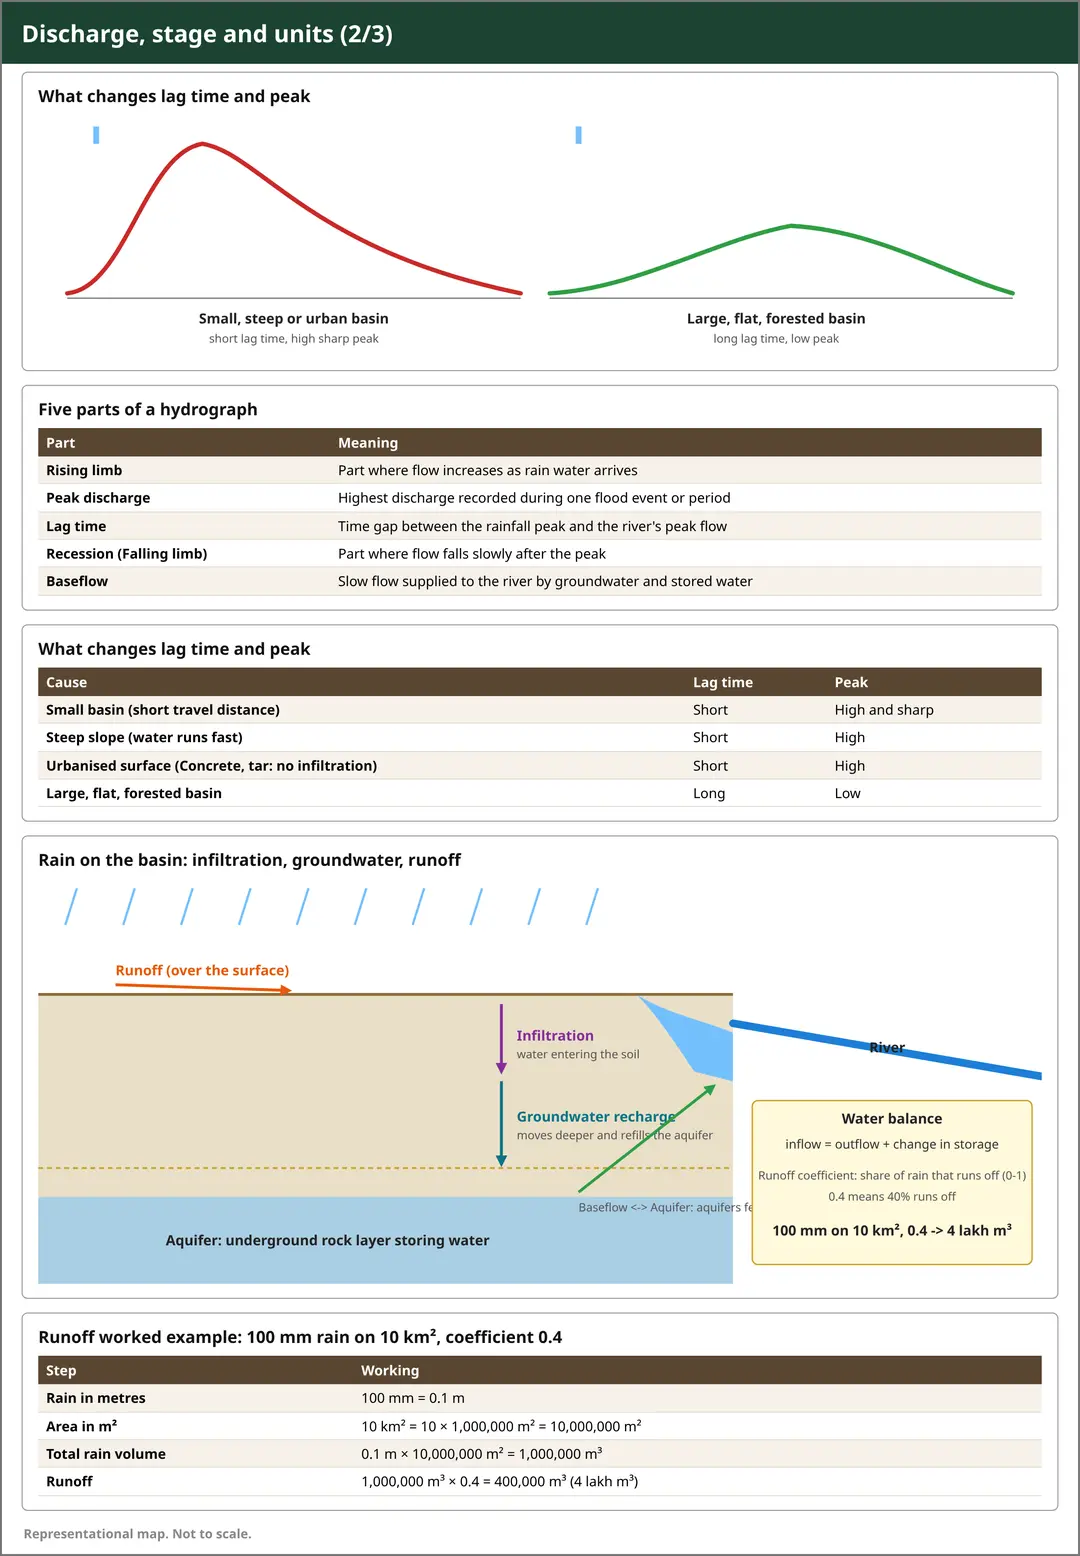 Discharge, stage and units (2/3)
What changes lag time and peak
Small, steep or urban basin
short lag time, high sharp peak
Large, flat, forested basin
long lag time, low peak
Five parts of a hydrograph
Part Meaning
Rising limb Part where flow increases as rain water arrives
Peak discharge Highest discharge recorded during one flood event or period
Lag time Time gap between the rainfall peak and the river's peak flow
Recession (Falling limb) Part where flow falls slowly after the peak
Baseflow Slow flow supplied to the river by groundwater and stored water
What changes lag time and peak
Cause Lag time Peak
Small basin (short travel distance) Short High and sharp
Steep slope (water runs fast) Short High
Urbanised surface (Concrete, tar: no infiltration) Short High
Large, flat, forested basin Long Low
Rain on the basin: infiltration, groundwater, runoff
Runoff (over the surface)
Infiltration
water entering the soil
River
Groundwater recharge
moves deeper and refills the aquifer
Baseflow <-> Aquifer: aquifers
Aquifer: underground rock layer storing water
Water balance
inflow = outflow + change in storage
Runoff coefficient: share of rain that runs off (0-1)
0.4 means 40% runs off
100 mm on 10 km², 0.4 -> 4 lakh m³
Runoff worked example: 100 mm rain on 10 km², coefficient 0.4
Step Working
Rain in metres 100 mm = 0.1 m
Area in m² 10 km² = 10 × 1,000,000 m² = 10,000,000 m²
Total rain volume 0.1 m × 10,000,000 m² = 1,000,000 m³
Runoff 1,000,000 m³ × 0.4 = 400,000 m³ (4 lakh m³)
Representational map. Not to scale.